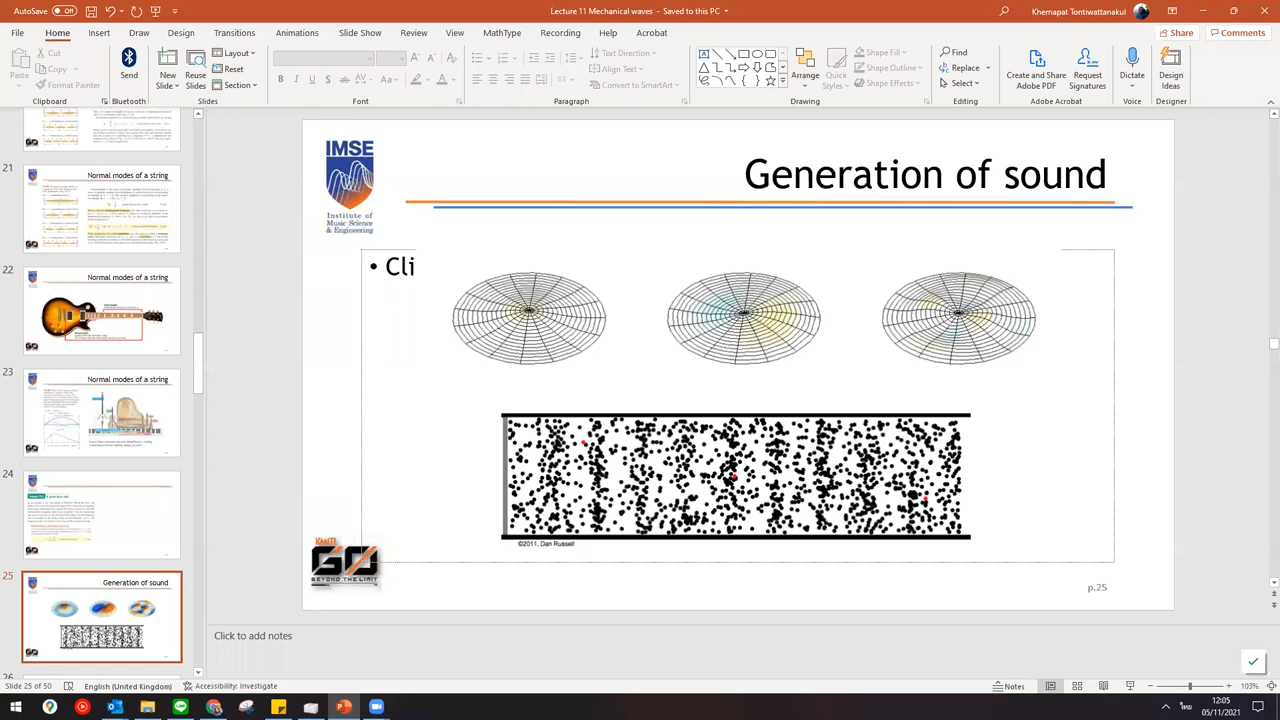 AutoSave Off
Lecture 11 Mechanical waves - Saved to this PC
Ekapak Tontiwattanakul
File Home Insert Draw Design Transitions Animations Slide Show Review View MathType Recording Help Acrobat
Share Comments
Paste
Cut
Copy
Format Painter
Clipboard
Send
Bluetooth
New Slide
Reuse Slides
Layout
Reset
Section
Slides
Font
Text Direction
Align Text
Convert to SmartArt
Paragraph
Arrange
Quick Styles
Shape Fill
Shape Outline
Shape Effects
Drawing
Find
Replace
Select
Editing
Create and Share Adobe PDF
Request Signatures
Adobe Acrobat
Dictate
Voice
Design Ideas
Designer
21
Normal modes of a string
22
Normal modes of a string
23
Normal modes of a string
24
25
Generation of sound
26
IMSE
Institute of
Music Science
& Engineering
Generation of sound
• Cli
©2011. Dan Russell
KMITL
GO
BEYOND THE LIMIT
p.25
Click to add notes
Slide 25 of 50
English (United Kingdom)
Accessibility: Investigate
Notes
103%
12:05
05/11/2021